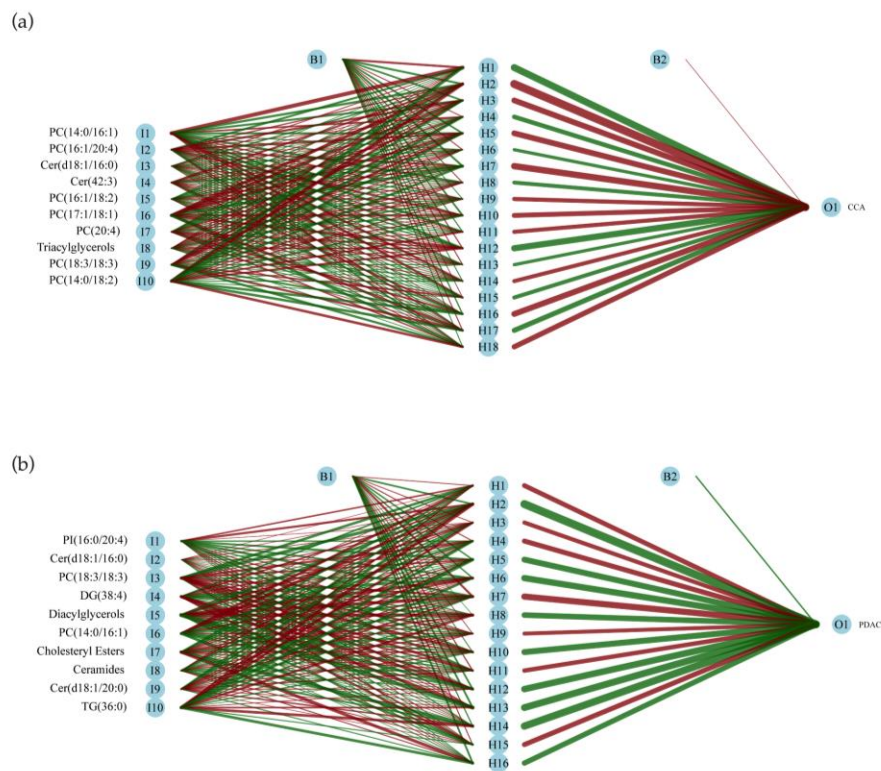 (a)
B1
B2
H1
H2
H3
H4
H5
H6
H7
H8
H9
H10
H11
H12
H13
H14
H15
H16
H17
H18
PC(14:0/16:1) I1
PC(16:1/20:4) I2
Cer(d18:1/16:0) I3
Cer(42:3) I4
PC(16:1/18:2) I5
PC(17:1/18:1) I6
PC(20:4) I7
Triacylglycerols I8
PC(18:3/18:3) I9
PC(14:0/18:2) I10
O1 CCA
(b)
B1
B2
H1
H2
H3
H4
H5
H6
H7
H8
H9
H10
H11
H12
H13
H14
H15
H16
PI(16:0/20:4) I1
Cer(d18:1/16:0) I2
PC(18:3/18:3) I3
DG(38:4) I4
Diacylglycerols I5
PC(14:0/16:1) I6
Cholesteryl Esters I7
Ceramides I8
Cer(d18:1/20:0) I9
TG(36:0) I10
O1 PDAC